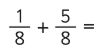 1/8 + 5/8 =